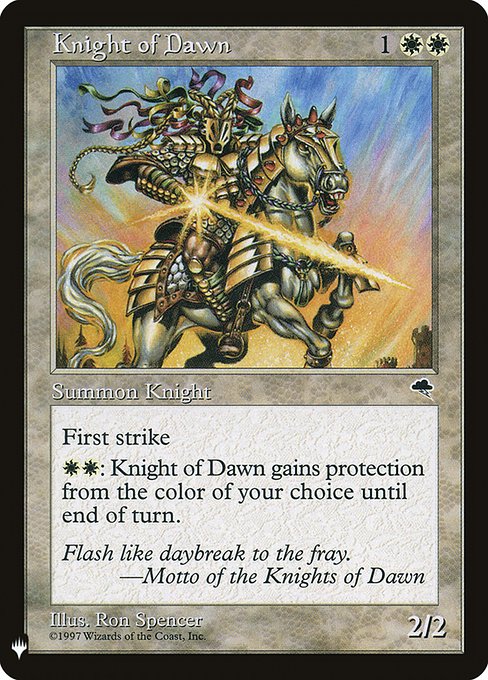 Knight of Dawn 1
Summon Knight
First strike
: Knight of Dawn gains protection
from the color of your choice until
end of turn.
Flash like daybreak to the fray.
—Motto of the Knights of Dawn
Illus. Ron Spencer
©1997 Wizards of the Coast, Inc.
2/2